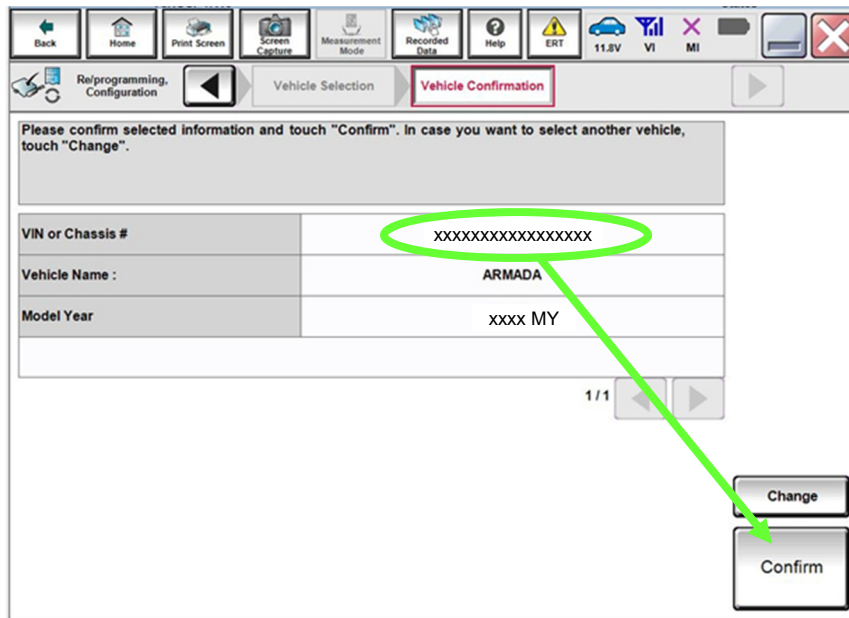 Back
Home
Print Screen
Screen
Capture
Measurement
Mode
Recorded
Data
Help
ERT
11.8V
VI
MI
Re/programming,
Configuration
Vehicle Selection
Vehicle Confirmation
Please confirm selected information and touch "Confirm". In case you want to select another vehicle,
touch "Change".
VIN or Chassis #
xxxxxxxxxxxxxxxxx
Vehicle Name :
ARMADA
Model Year
xxxx MY
1/1
Change
Confirm